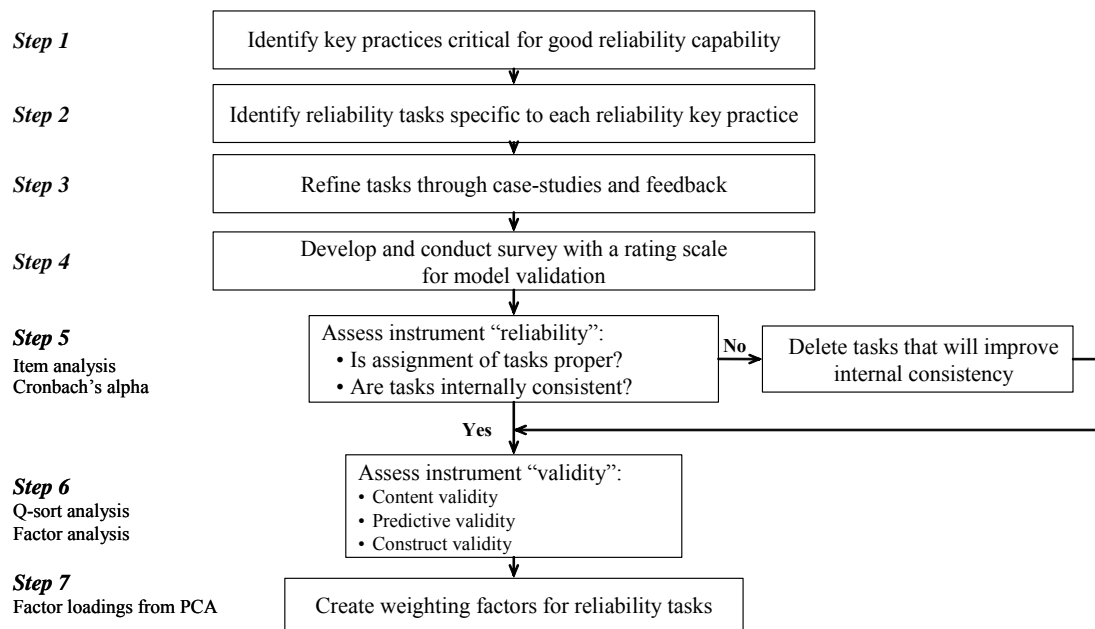 Step 1
Identify key practices critical for good reliability capability
Step 2
Identify reliability tasks specific to each reliability key practice
Step 3
Refine tasks through case-studies and feedback
Step 4
Develop and conduct survey with a rating scale
for model validation
Step 5
Item analysis
Cronbach’s alpha
Assess instrument “reliability”:
• Is assignment of tasks proper?
• Are tasks internally consistent?
No
Delete tasks that will improve
internal consistency
Yes
Step 6
Q-sort analysis
Factor analysis
Assess instrument “validity”:
• Content validity
• Predictive validity
• Construct validity
Step 7
Factor loadings from PCA
Create weighting factors for reliability tasks